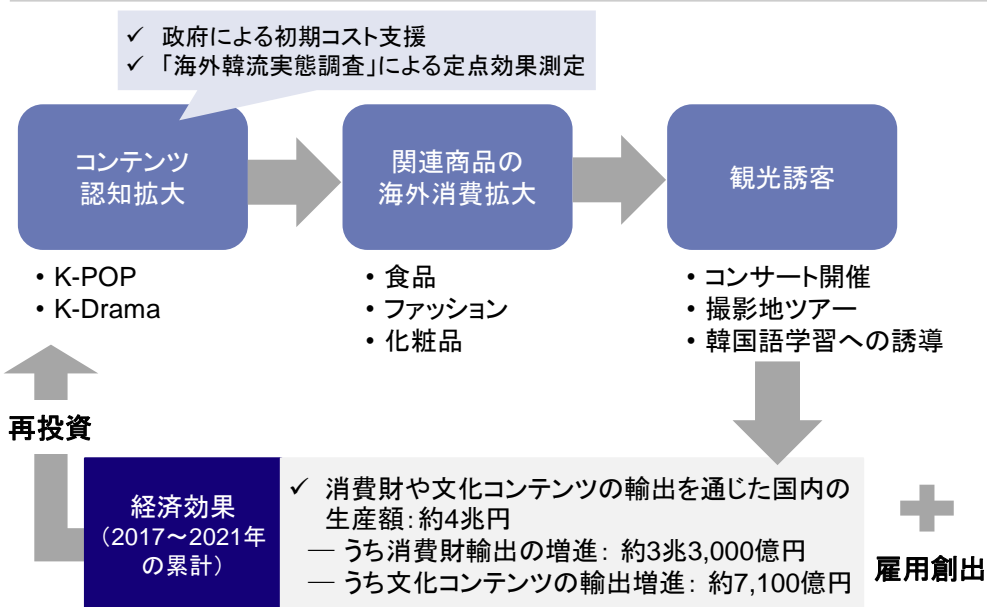 ✓ 政府による初期コスト支援
✓ 「海外韓流実態調査」による定点効果測定
コンテンツ
認知拡大
関連商品の
海外消費拡大
観光誘客
• K-POP
• K-Drama
• 食品
• ファッション
• 化粧品
• コンサート開催
• 撮影地ツアー
• 韓国語学習への誘導
再投資
経済効果
（2017～2021年
の累計）
✓ 消費財や文化コンテンツの輸出を通じた国内の
生産額：約4兆円
― うち消費財輸出の増進： 約3兆3,000億円
― うち文化コンテンツの輸出増進： 約7,100億円
雇用創出